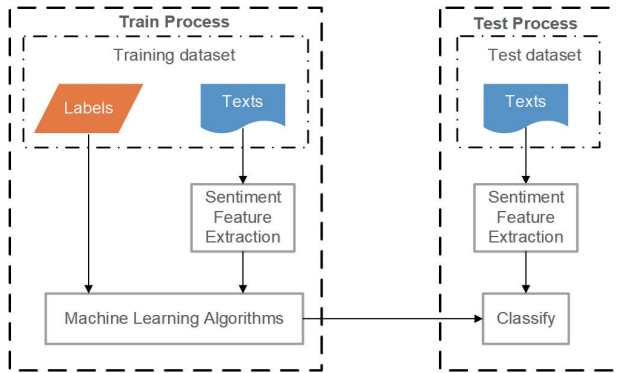 Train Process
Training dataset
Labels
Texts
Sentiment
Feature
Extraction
Machine Learning Algorithms
Test Process
Test dataset
Texts
Sentiment
Feature
Extraction
Classify